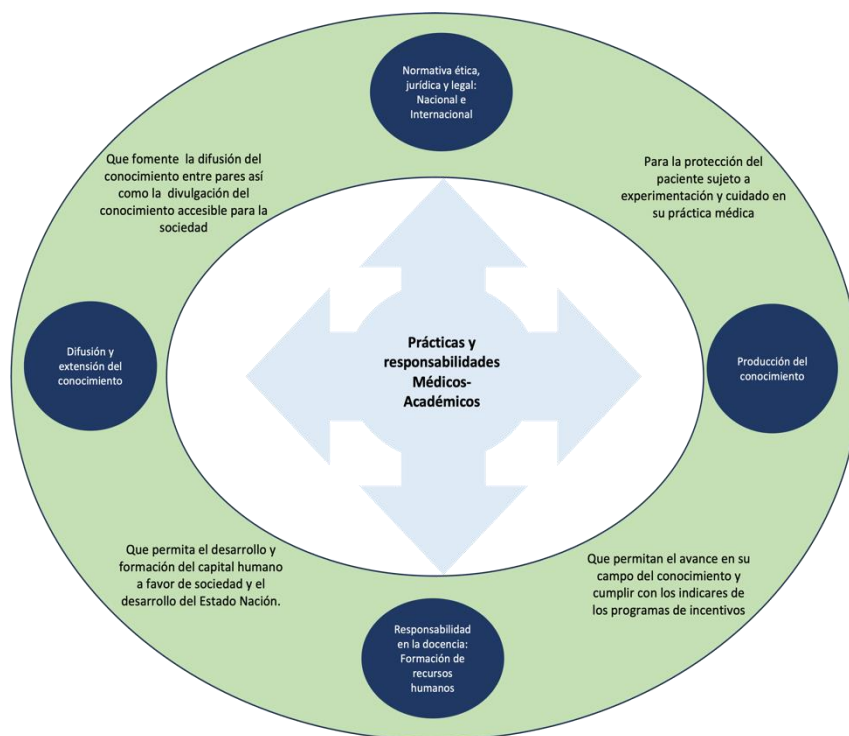 Normativa ética,
jurídica y legal:
Nacional e
Internacional
Que fomente la difusión del
conocimiento entre pares así
como la divulgación del
conocimiento accesible para la
sociedad
Para la protección del
paciente sujeto a
experimentación y cuidado en
su práctica médica
Difusión y
extensión del
conocimiento
Prácticas y
responsabilidades
Médicos-
Académicos
Producción del
conocimiento
Que permita el desarrollo y
formación del capital humano
a favor de sociedad y el
desarrollo del Estado Nación.
Que permitan el avance en su
campo del conocimiento y
cumplir con los indicares de
los programas de incentivos
Responsabilidad
en la docencia:
Formación de
recursos
humanos